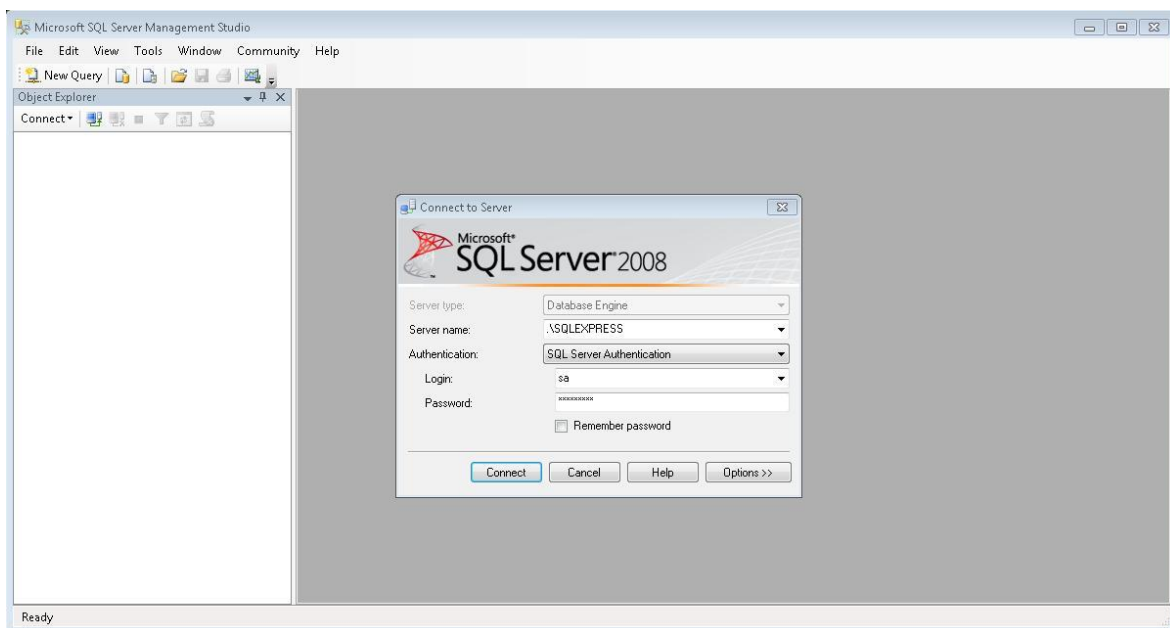 Microsoft SQL Server Management Studio
File Edit View Tools Window Community Help
New Query
Object Explorer
Connect
Connect to Server
Microsoft®
SQL Server® 2008
Server type: Database Engine
Server name: .\SQLEXPRESS
Authentication: SQL Server Authentication
Login: sa
Password: *********
Remember password
Connect Cancel Help Options >>
Ready